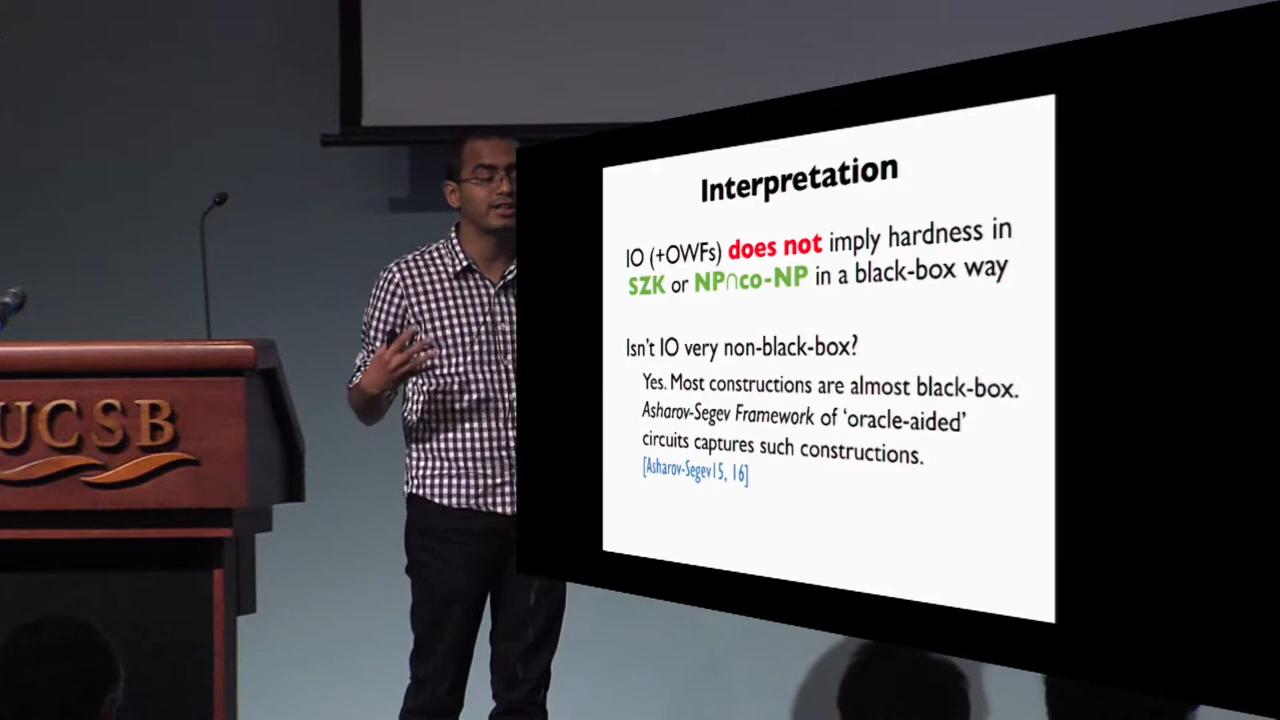 UCSB
Interpretation
IO (+OWFs) does not imply hardness in
SZK or NP∩co-NP in a black-box way
Isn't IO very non-black-box?
Yes. Most constructions are almost black-box.
Asharov-Segev Framework of 'oracle-aided'
circuits captures such constructions.
[Asharov-Segev15, 16]